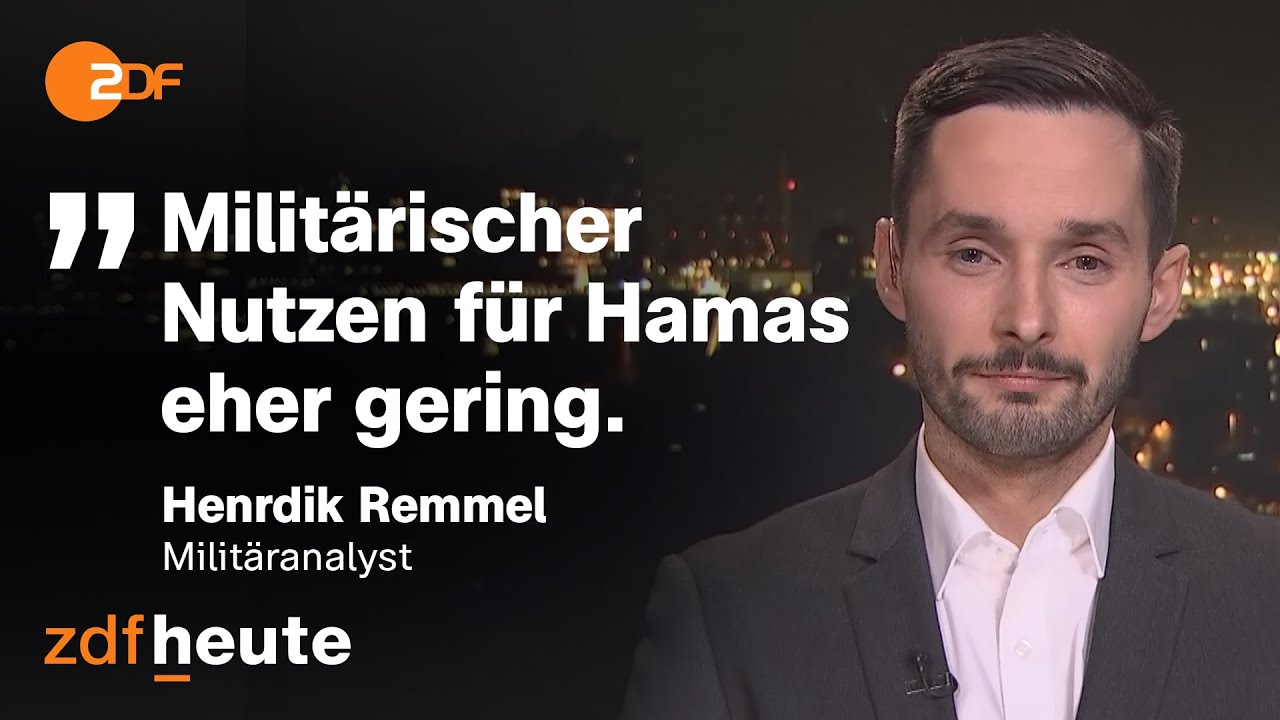 ZDF
” Militärischer
Nutzen für Hamas
eher gering.
Henrdik Remmel
Militäranalyst
zdfheute